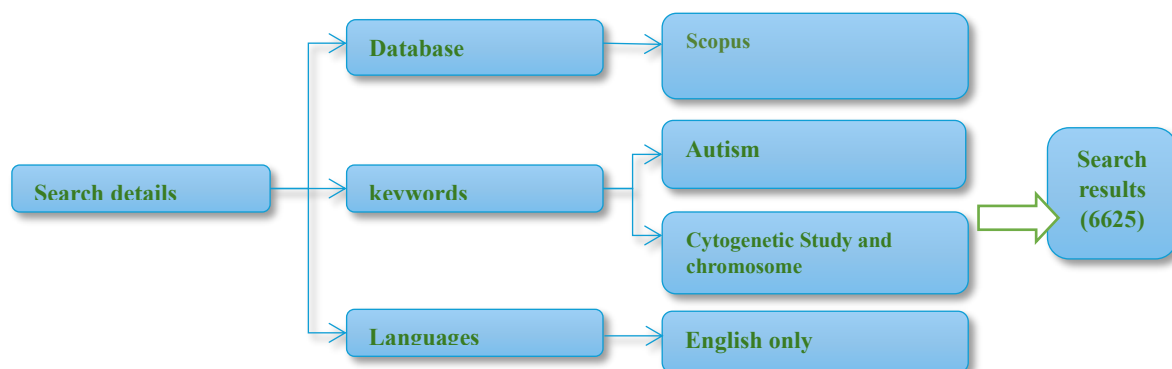 Database
Scopus
Autism
Search details
keywords
Cytogenetic Study and
chromosome
Search
results
(6625)
Languages
English only